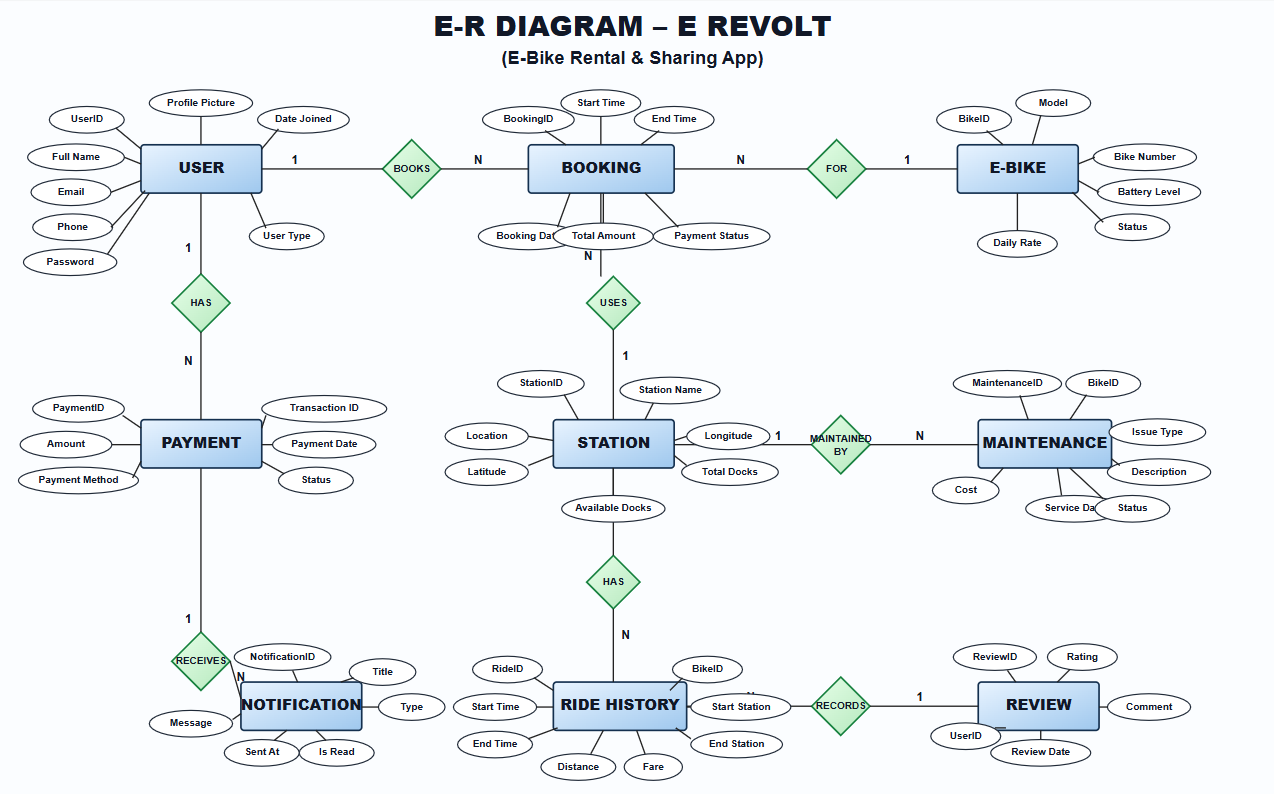 E-R DIAGRAM – E REVOLT
(E-Bike Rental & Sharing App)
Profile Picture
UserID
Date Joined
Full Name
Email
Phone
Password
User Type
USER
1
BOOKS
N
Start Time
BookingID
End Time
BOOKING
Booking Dat
Total Amount
Payment Status
N
FOR
1
Model
BikeID
E-BIKE
Bike Number
Battery Level
Status
Daily Rate
1
HAS
N
N
USES
1
PaymentID
Transaction ID
Amount
PAYMENT
Payment Date
Payment Method
Status
StationID
Station Name
Location
STATION
Longitude
Latitude
Total Docks
Available Docks
1
MAINTAINED
BY
N
MaintenanceID
BikeID
MAINTENANCE
Issue Type
Description
Cost
Service Da
Status
HAS
N
1
RECEIVES
N
NotificationID
Title
NOTIFICATION
Type
Message
Sent At
Is Read
RideID
BikeID
Start Time
RIDE HISTORY
Start Station
End Time
End Station
Distance
Fare
RECORDS
1
ReviewID
Rating
REVIEW
Comment
UserID
Review Date